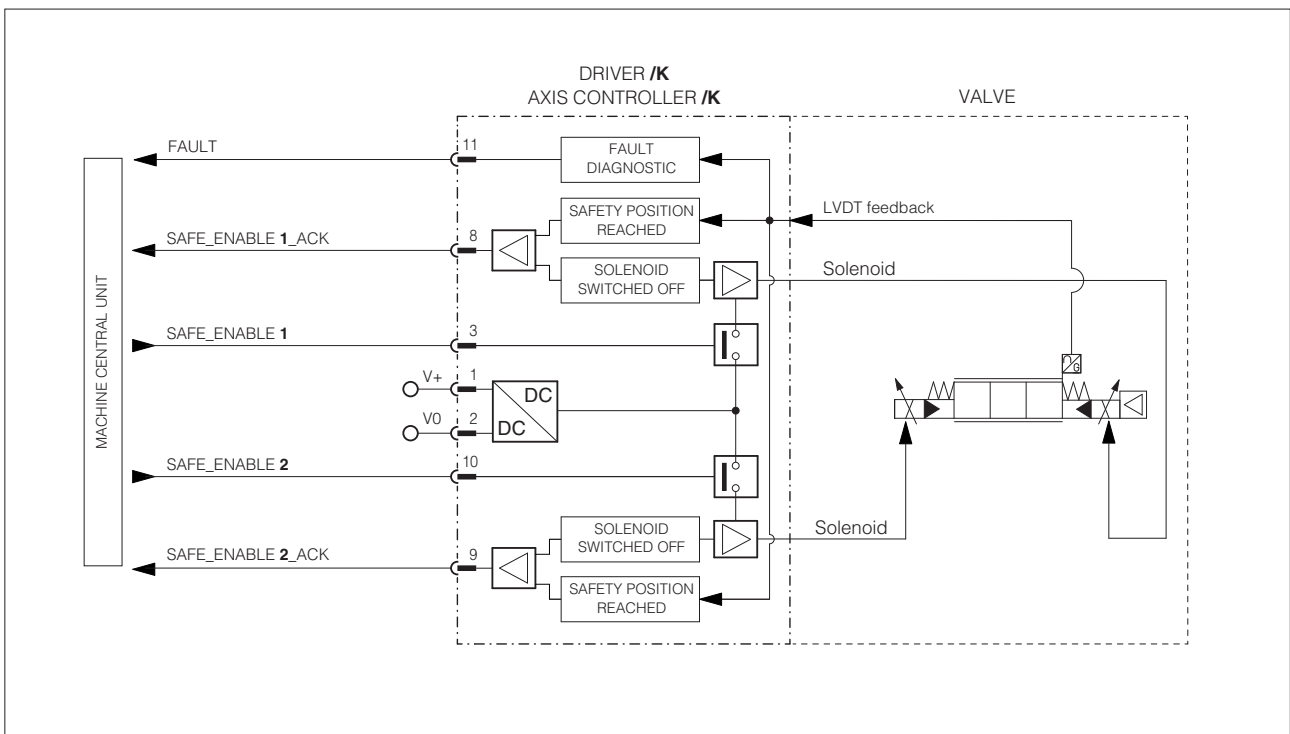 DRIVER /K
AXIS CONTROLLER /K
VALVE
FAULT
11
FAULT
DIAGNOSTIC
SAFETY POSITION
REACHED
LVDT feedback
SAFE_ENABLE 1_ACK
8
SOLENOID
SWITCHED OFF
Solenoid
MACHINE CENTRAL UNIT
SAFE_ENABLE 1
3
V+
1
DC
DC
V0
2
G
SAFE_ENABLE 2
10
SOLENOID
SWITCHED OFF
Solenoid
SAFE_ENABLE 2_ACK
9
SAFETY POSITION
REACHED